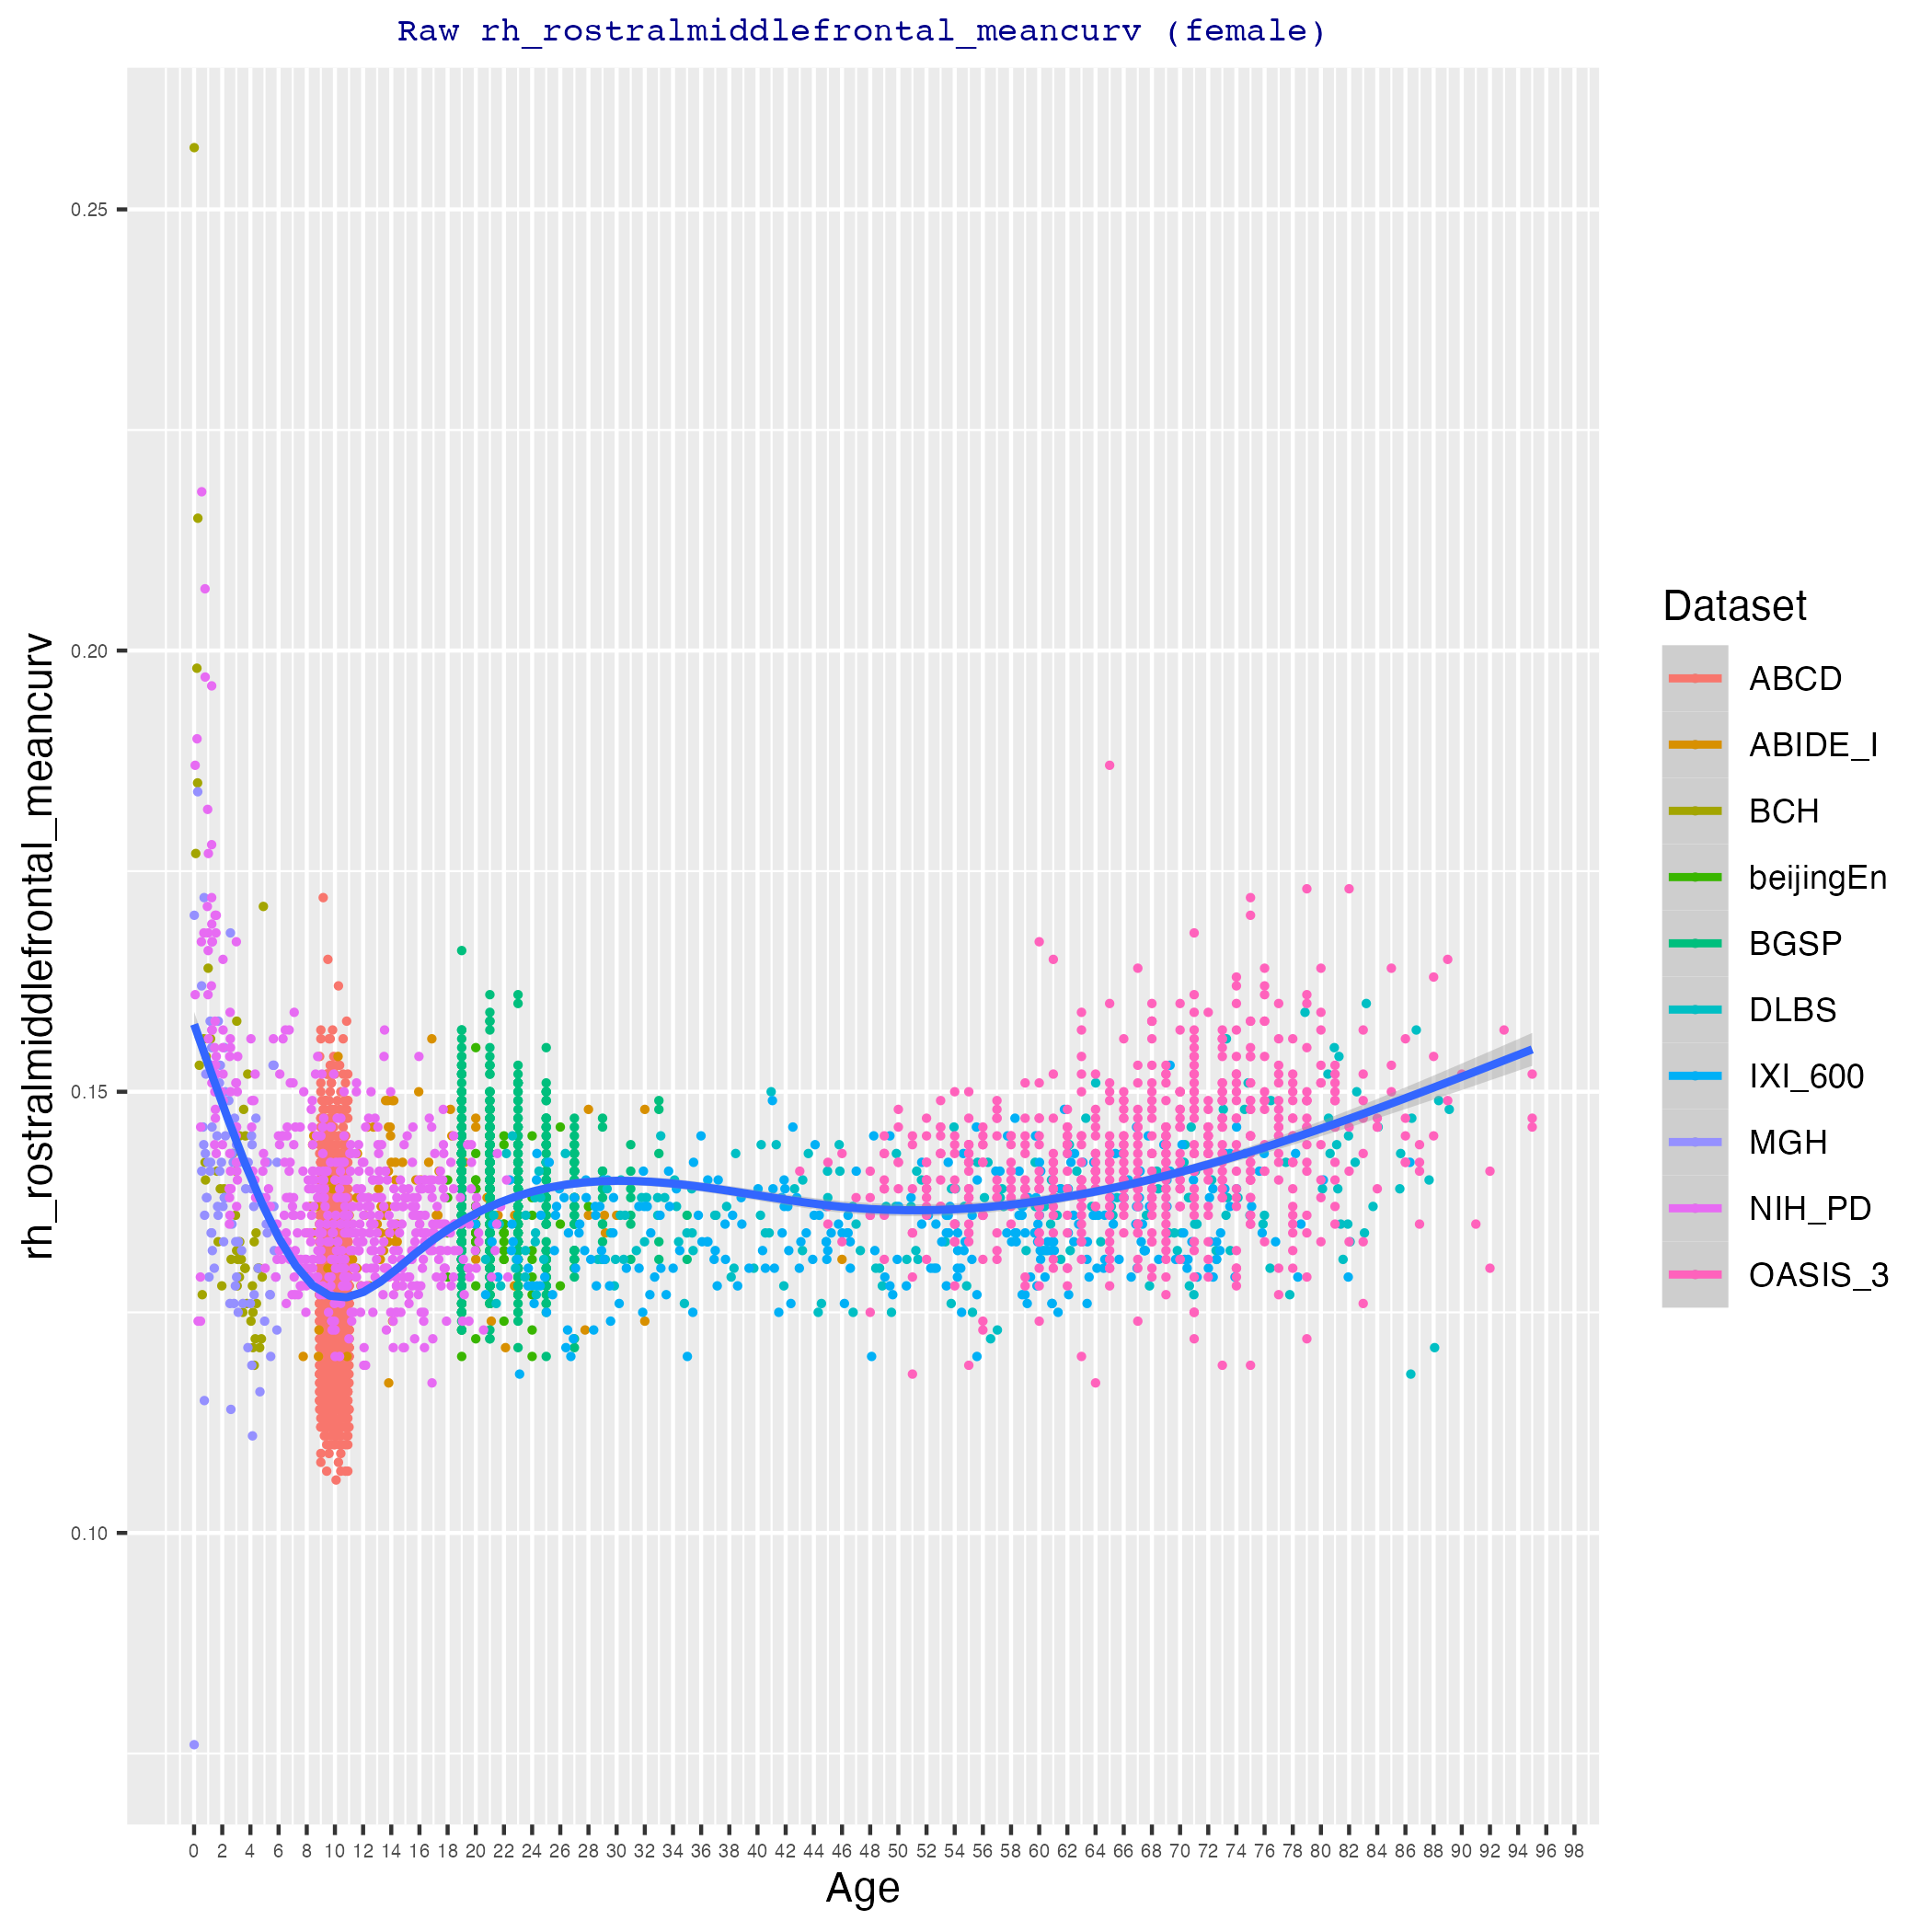 Raw rh_rostralmiddlefrontal_meancurv (female)
rh_rostralmiddlefrontal_meancurv
0.25
0.20
0.15
0.10
0 2 4 6 8 10 12 14 16 18 20 22 24 26 28 30 32 34 36 38 40 42 44 46 48 50 52 54 56 58 60 62 64 66 68 70 72 74 76 78 80 82 84 86 88 90 92 94 96 98
Age
Dataset
ABCD
ABIDE_I
BCH
beijingEn
BGSP
DLBS
IXI_600
MGH
NIH_PD
OASIS_3